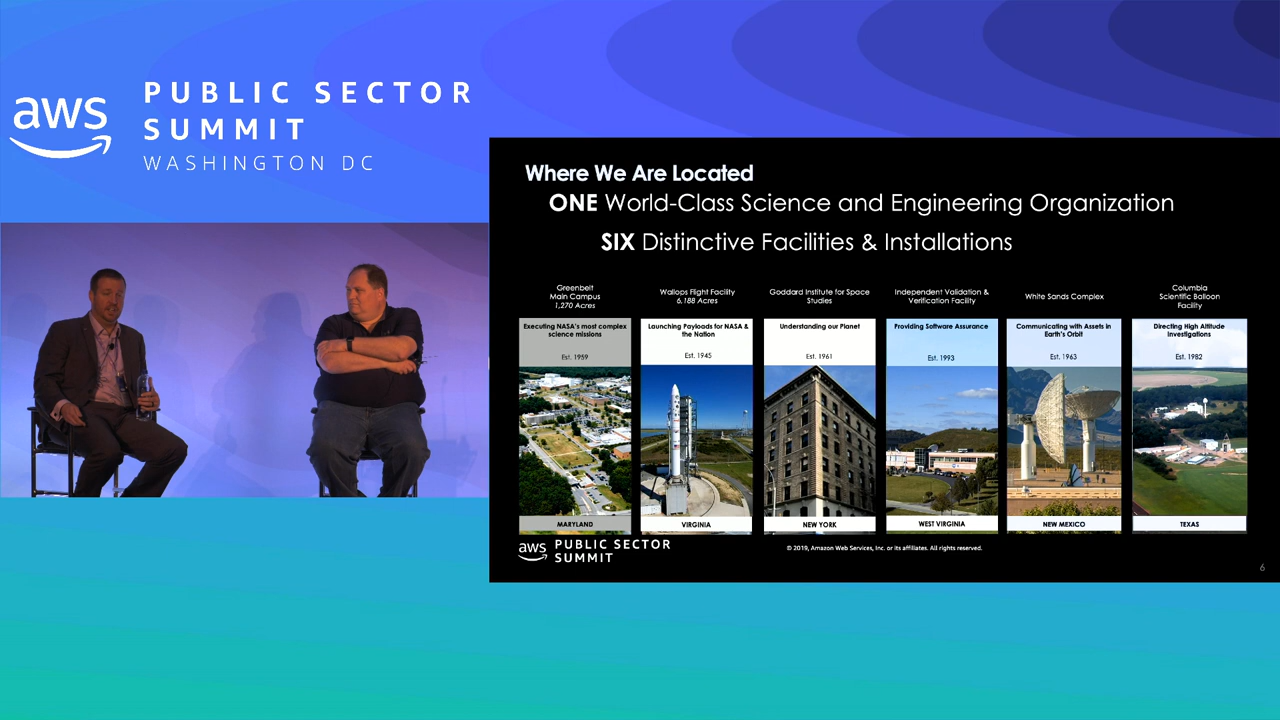 aws
PUBLIC SECTOR
SUMMIT
WASHINGTON DC
Where We Are Located
ONE World-Class Science and Engineering Organization
SIX Distinctive Facilities & Installations
Greenbelt
Main Campus
1,270 Acres
Executing NASA's most complex
science missions
Est. 1959
MARYLAND
Wallops Flight Facility
6,188 Acres
Launching Payloads for NASA &
the Nation
Est. 1945
VIRGINIA
Goddard Institute for Space
Studies
Understanding our Planet
Est. 1961
NEW YORK
Independent Validation &
Verification Facility
Providing Software Assurance
Est. 1993
WEST VIRGINIA
White Sands Complex
Communicating with Assets in
Earth's Orbit
Est. 1963
NEW MEXICO
Columbia
Scientific Balloon
Facility
Directing High Altitude
Investigations
Est. 1982
TEXAS
aws
PUBLIC SECTOR
SUMMIT
© 2019, Amazon Web Services, Inc. or its affiliates. All rights reserved.
6